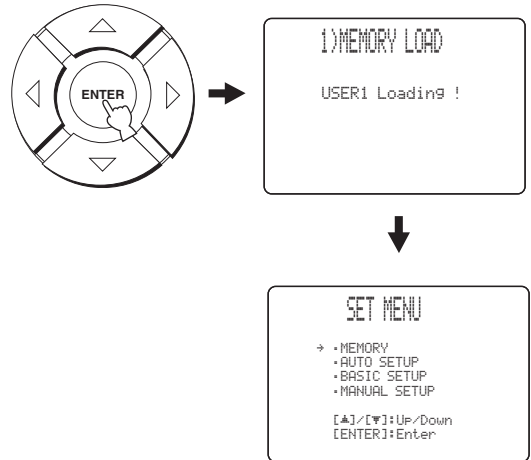 ENTER
1)MEMORY LOAD
USER1 Loading !
SET MENU
→ •MEMORY
•AUTO SETUP
•BASIC SETUP
•MANUAL SETUP
[▲]/[▼]:Up/Down
[ENTER]:Enter